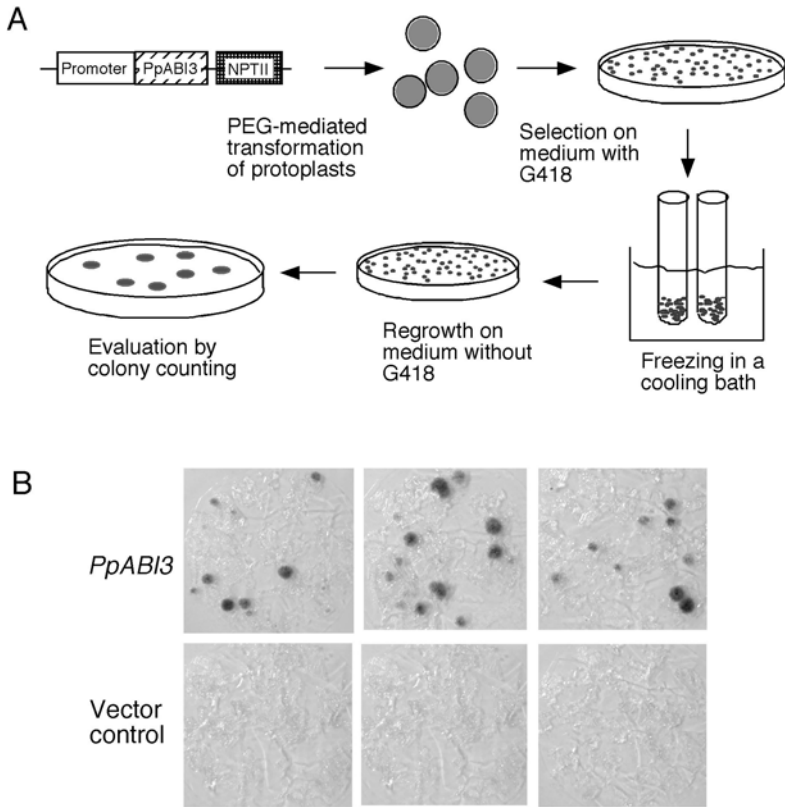 A
Promoter
PpABI3
NPTII
PEG-mediated
transformation
of protoplasts
Selection on
medium with
G418
Freezing in a
cooling bath
Regrowth on
medium without
G418
Evaluation by
colony counting
B
PpABI3
Vector
control